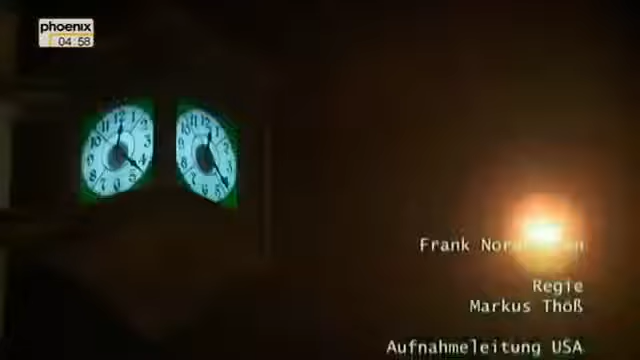 phoenix
04:58
Frank
Regie
Markus Thöß
Aufnahmeleitung USA